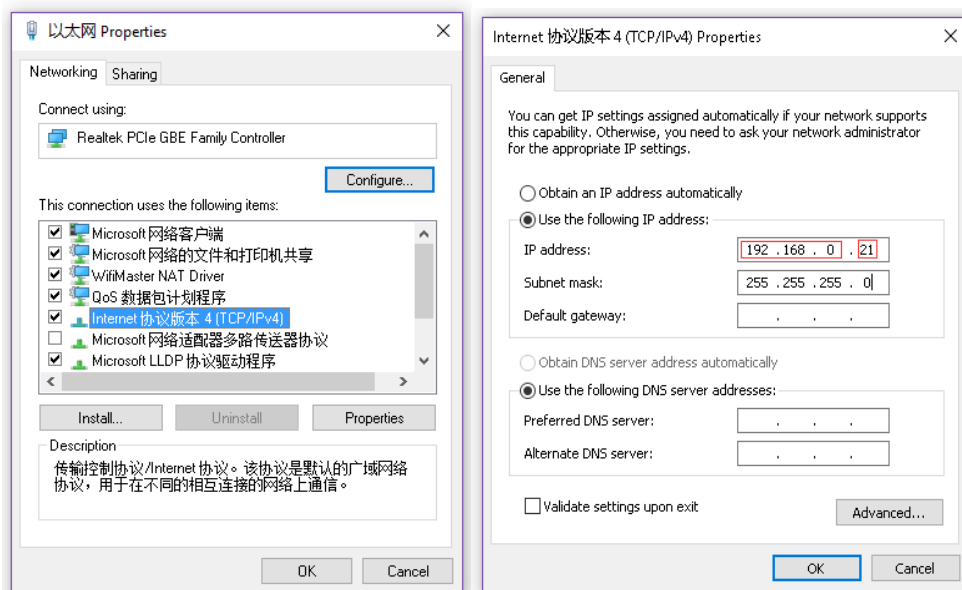 以太网 Properties
Networking
Sharing
Connect using:
Realtek PCIe GBE Family Controller
Configure...
This connection uses the following items:
Microsoft 网络客户端
Microsoft 网络的文件和打印机共享
WifiMaster NAT Driver
QoS 数据包计划程序
Internet 协议版本 4 (TCP/IPv4)
Microsoft 网络适配器多路传送器协议
Microsoft LLDP 协议驱动程序
Install...
Uninstall
Properties
Description
传输控制协议/Internet 协议。该协议是默认的广域网络
协议，用于在不同的相互连接的网络上通信。
OK
Cancel
Internet 协议版本 4 (TCP/IPv4) Properties
General
You can get IP settings assigned automatically if your network supports
this capability. Otherwise, you need to ask your network administrator
for the appropriate IP settings.
Obtain an IP address automatically
Use the following IP address:
IP address:
192 . 168 . 0 . 21
Subnet mask:
255 . 255 . 255 . 0
Default gateway:
. . .
Obtain DNS server address automatically
Use the following DNS server addresses:
Preferred DNS server:
. . .
Alternate DNS server:
. . .
Validate settings upon exit
Advanced...
OK
Cancel